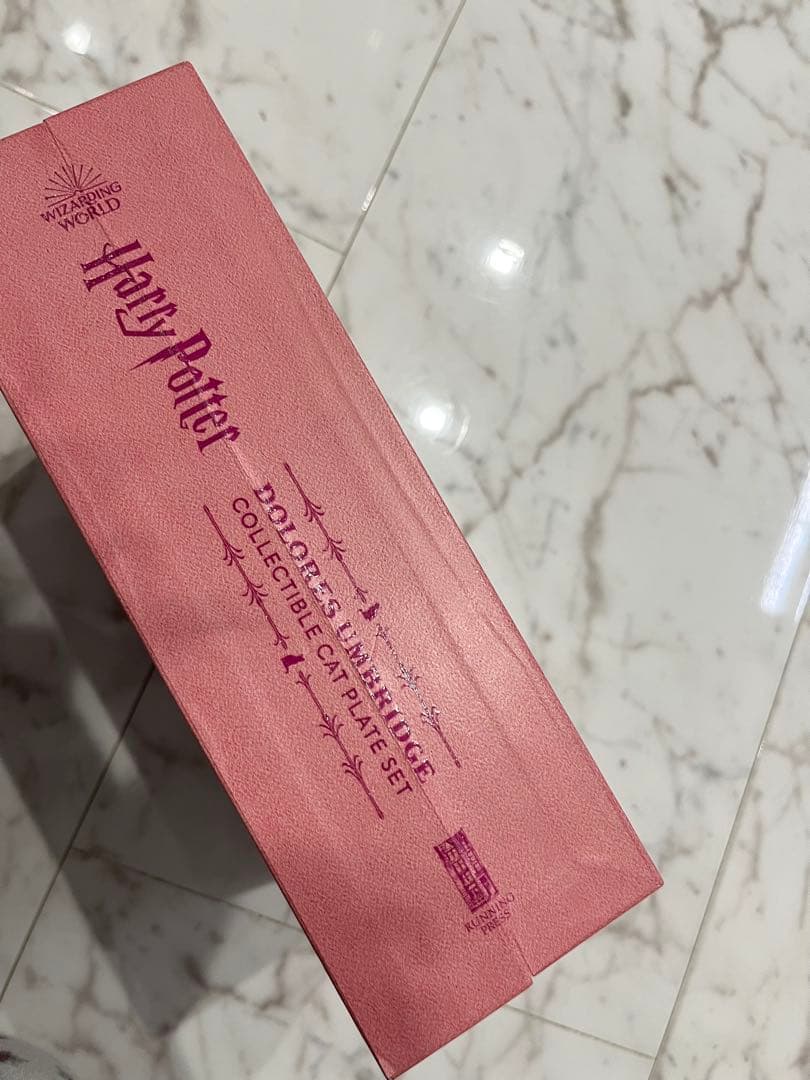 WIZARDING
WORLD
Harry Potter
DOLORES UMBRIDGE
COLLECTIBLE CAT PLATE SET
RUNNING
PRESS